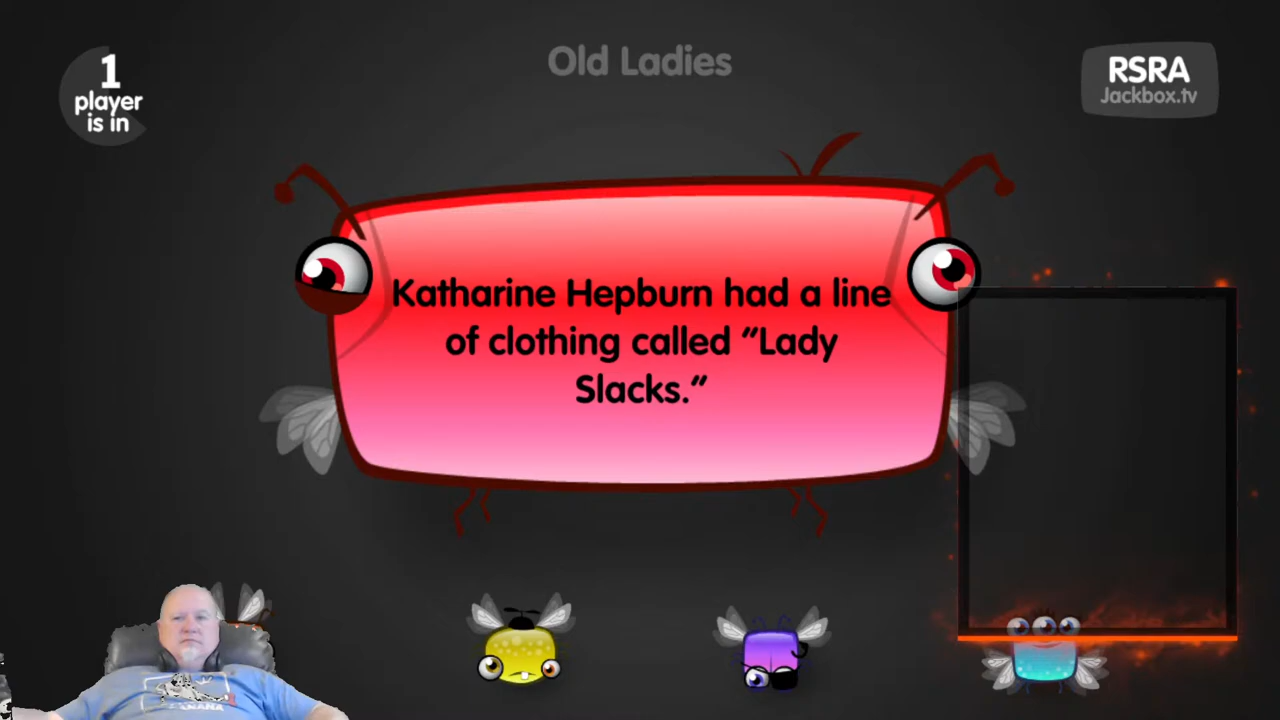 Old Ladies
1
player
is in
RSRA
Jackbox.tv
Katharine Hepburn had a line
of clothing called “Lady
Slacks.”